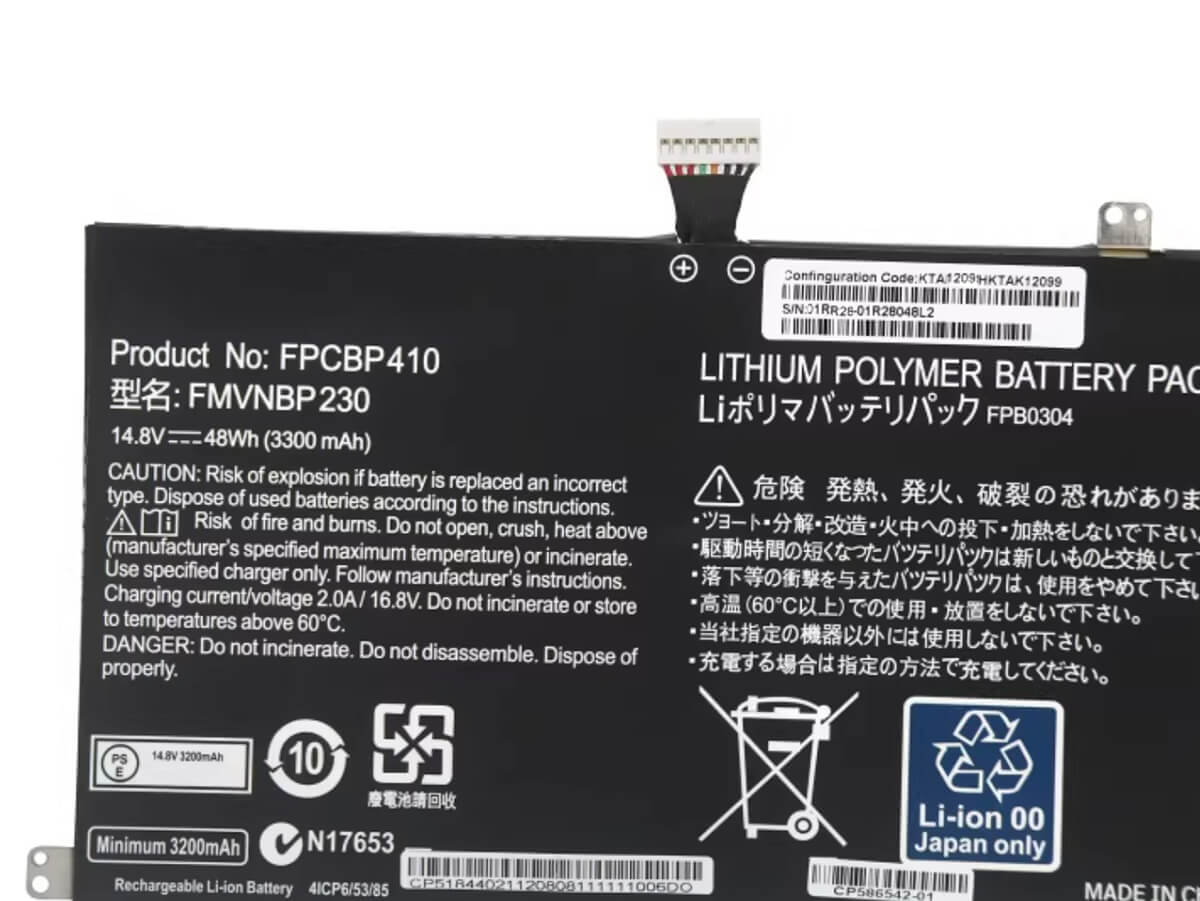 Confinguration Code:KTA1209HKTAK12099
S/N:01RR28-01R28048L2
Product No: FPCBP410
型名: FMVNBP230
14.8V 48Wh (3300 mAh)
CAUTION: Risk of explosion if battery is replaced an incorrect
type. Dispose of used batteries according to the instructions.
Risk of fire and burns. Do not open, crush, heat above
(manufacturer's specified maximum temperature) or incinerate.
Use specified charger only. Follow manufacturer's instructions.
Charging current/voltage 2.0A / 16.8V. Do not incinerate or store
to temperatures above 60°C.
DANGER: Do not incinerate. Do not disassemble. Dispose of
properly.
LITHIUM POLYMER BATTERY PAC
Liポリマバッテリパック FPB0304
危険 発熱、発火、破裂の恐れがありま
・ツヨート・分解・改造・火中への投下・加熱をしないで下さい。
・駆動時間の短くなつたバツテリパツクは新しいものと交換して
・落下等の衝撃を与えたバツテリパツクは、使用をやめて下さい
・高温(60°C以上)での使用・放置をしないで下さい。
・当社指定の機器以外には使用しないで下さい。
・充電する場合は指定の方法で充電してください。
PS
E
14.8V 3200mAh
10
廃電池請回收
Li-ion 00
Japan only
Minimum 3200mAh
N17653
Rechargeable Li-ion Battery 4ICP6/53/85
CP518440211208081111111006DO
CP586542-01
MADE IN CH